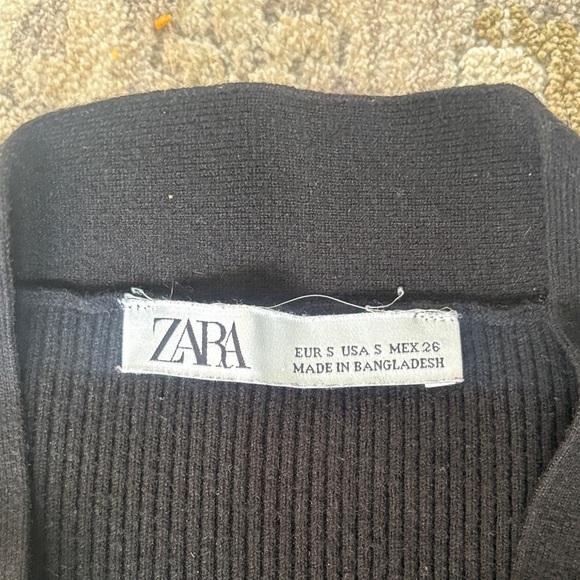 ZARA
EUR S USA S MEX 26
MADE IN BANGLADESH